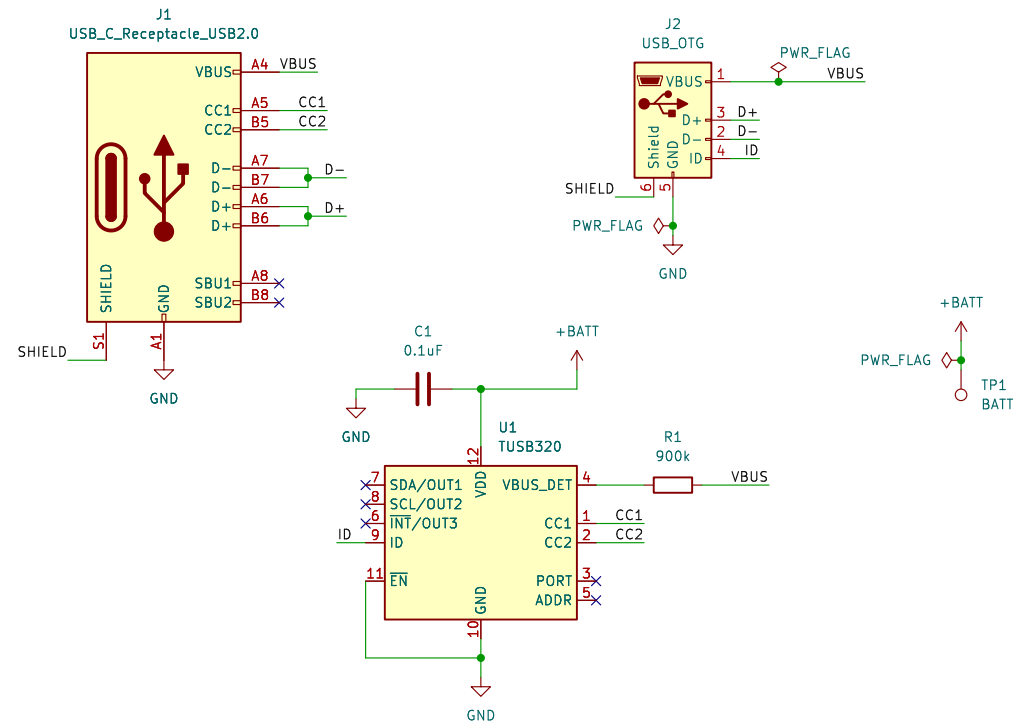 J1
USB_C_Receptacle_USB2.0
VBUS
A4
VBUS
CC1
A5
CC1
CC2
B5
CC2
D-
A7
D-
B7
D-
D+
A6
D+
B6
D+
SBU1
A8
SBU2
B8
SHIELD
GND
S1
A1
SHIELD
GND
J2
USB_OTG
PWR_FLAG
VBUS
1
VBUS
D+
3
D+
D-
2
D-
ID
4
ID
Shield
GND
6
5
SHIELD
PWR_FLAG
GND
+BATT
PWR_FLAG
TP1
BATT
C1
0.1uF
+BATT
GND
U1
TUSB320
12
VDD
7
SDA/OUT1
8
SCL/OUT2
6
INT/OUT3
ID
9
ID
11
EN
VBUS_DET
4
R1
900k
VBUS
CC1
1
CC1
CC2
2
CC2
PORT
3
ADDR
5
GND
10
GND